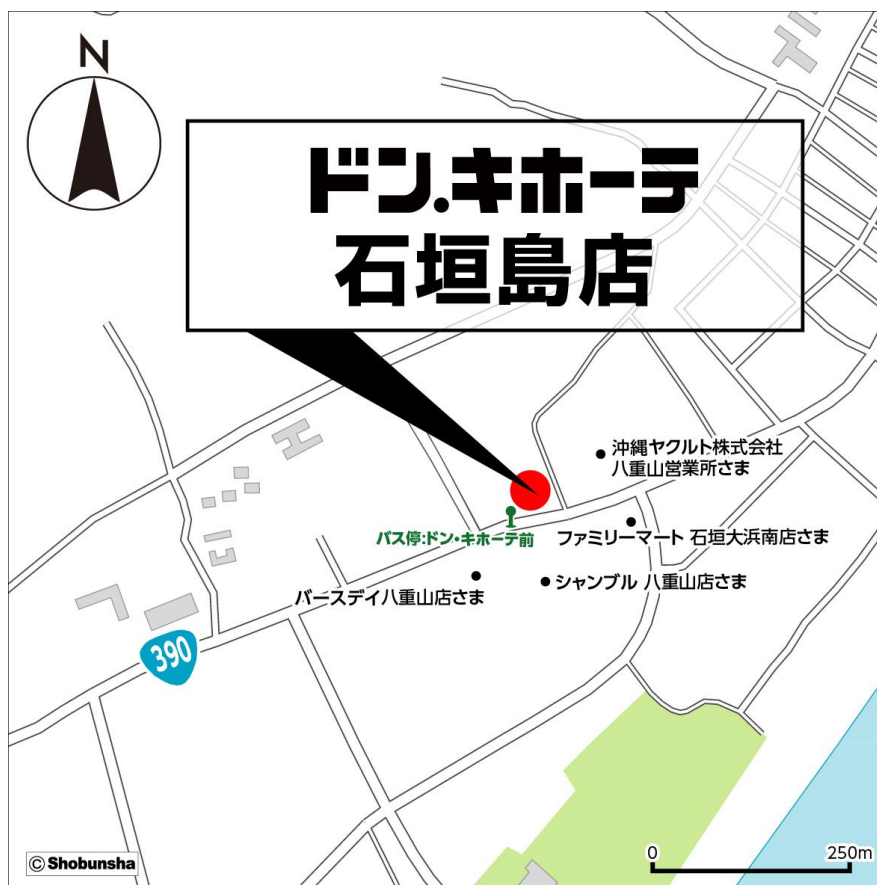 N
ドン.キホーテ
石垣島店
沖縄ヤクルト株式会社
八重山営業所さま
バス停:ドン・キホーテ前
ファミリーマート 石垣大浜南店さま
バースデイ八重山店さま
シャンブル 八重山店さま
390
© Shobunsha
0
250m